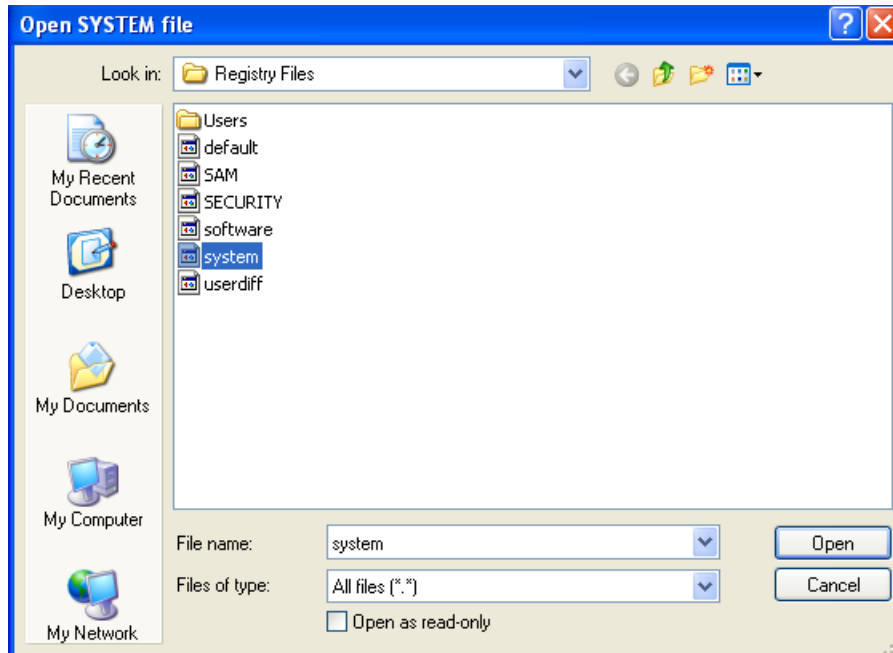 Open SYSTEM file
Look in: Registry Files
Users
default
SAM
SECURITY
software
system
userdiff
My Recent
Documents
Desktop
My Documents
My Computer
My Network
File name: system Open
Files of type: All files (*.*) Cancel
Open as read-only